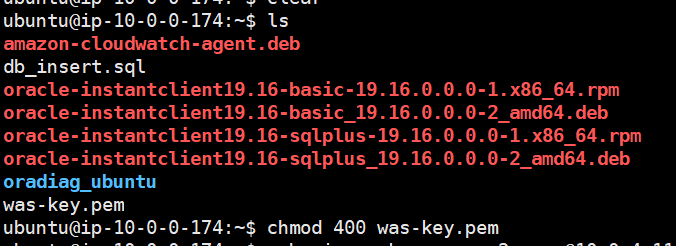 ubuntu@ip-10-0-0-174:~$ clear
ubuntu@ip-10-0-0-174:~$ ls
amazon-cloudwatch-agent.deb
db_insert.sql
oracle-instantclient19.16-basic-19.16.0.0.0-1.x86_64.rpm
oracle-instantclient19.16-basic_19.16.0.0.0-2_amd64.deb
oracle-instantclient19.16-sqlplus-19.16.0.0.0-1.x86_64.rpm
oracle-instantclient19.16-sqlplus_19.16.0.0.0-2_amd64.deb
oradiag_ubuntu
was-key.pem
ubuntu@ip-10-0-0-174:~$ chmod 400 was-key.pem